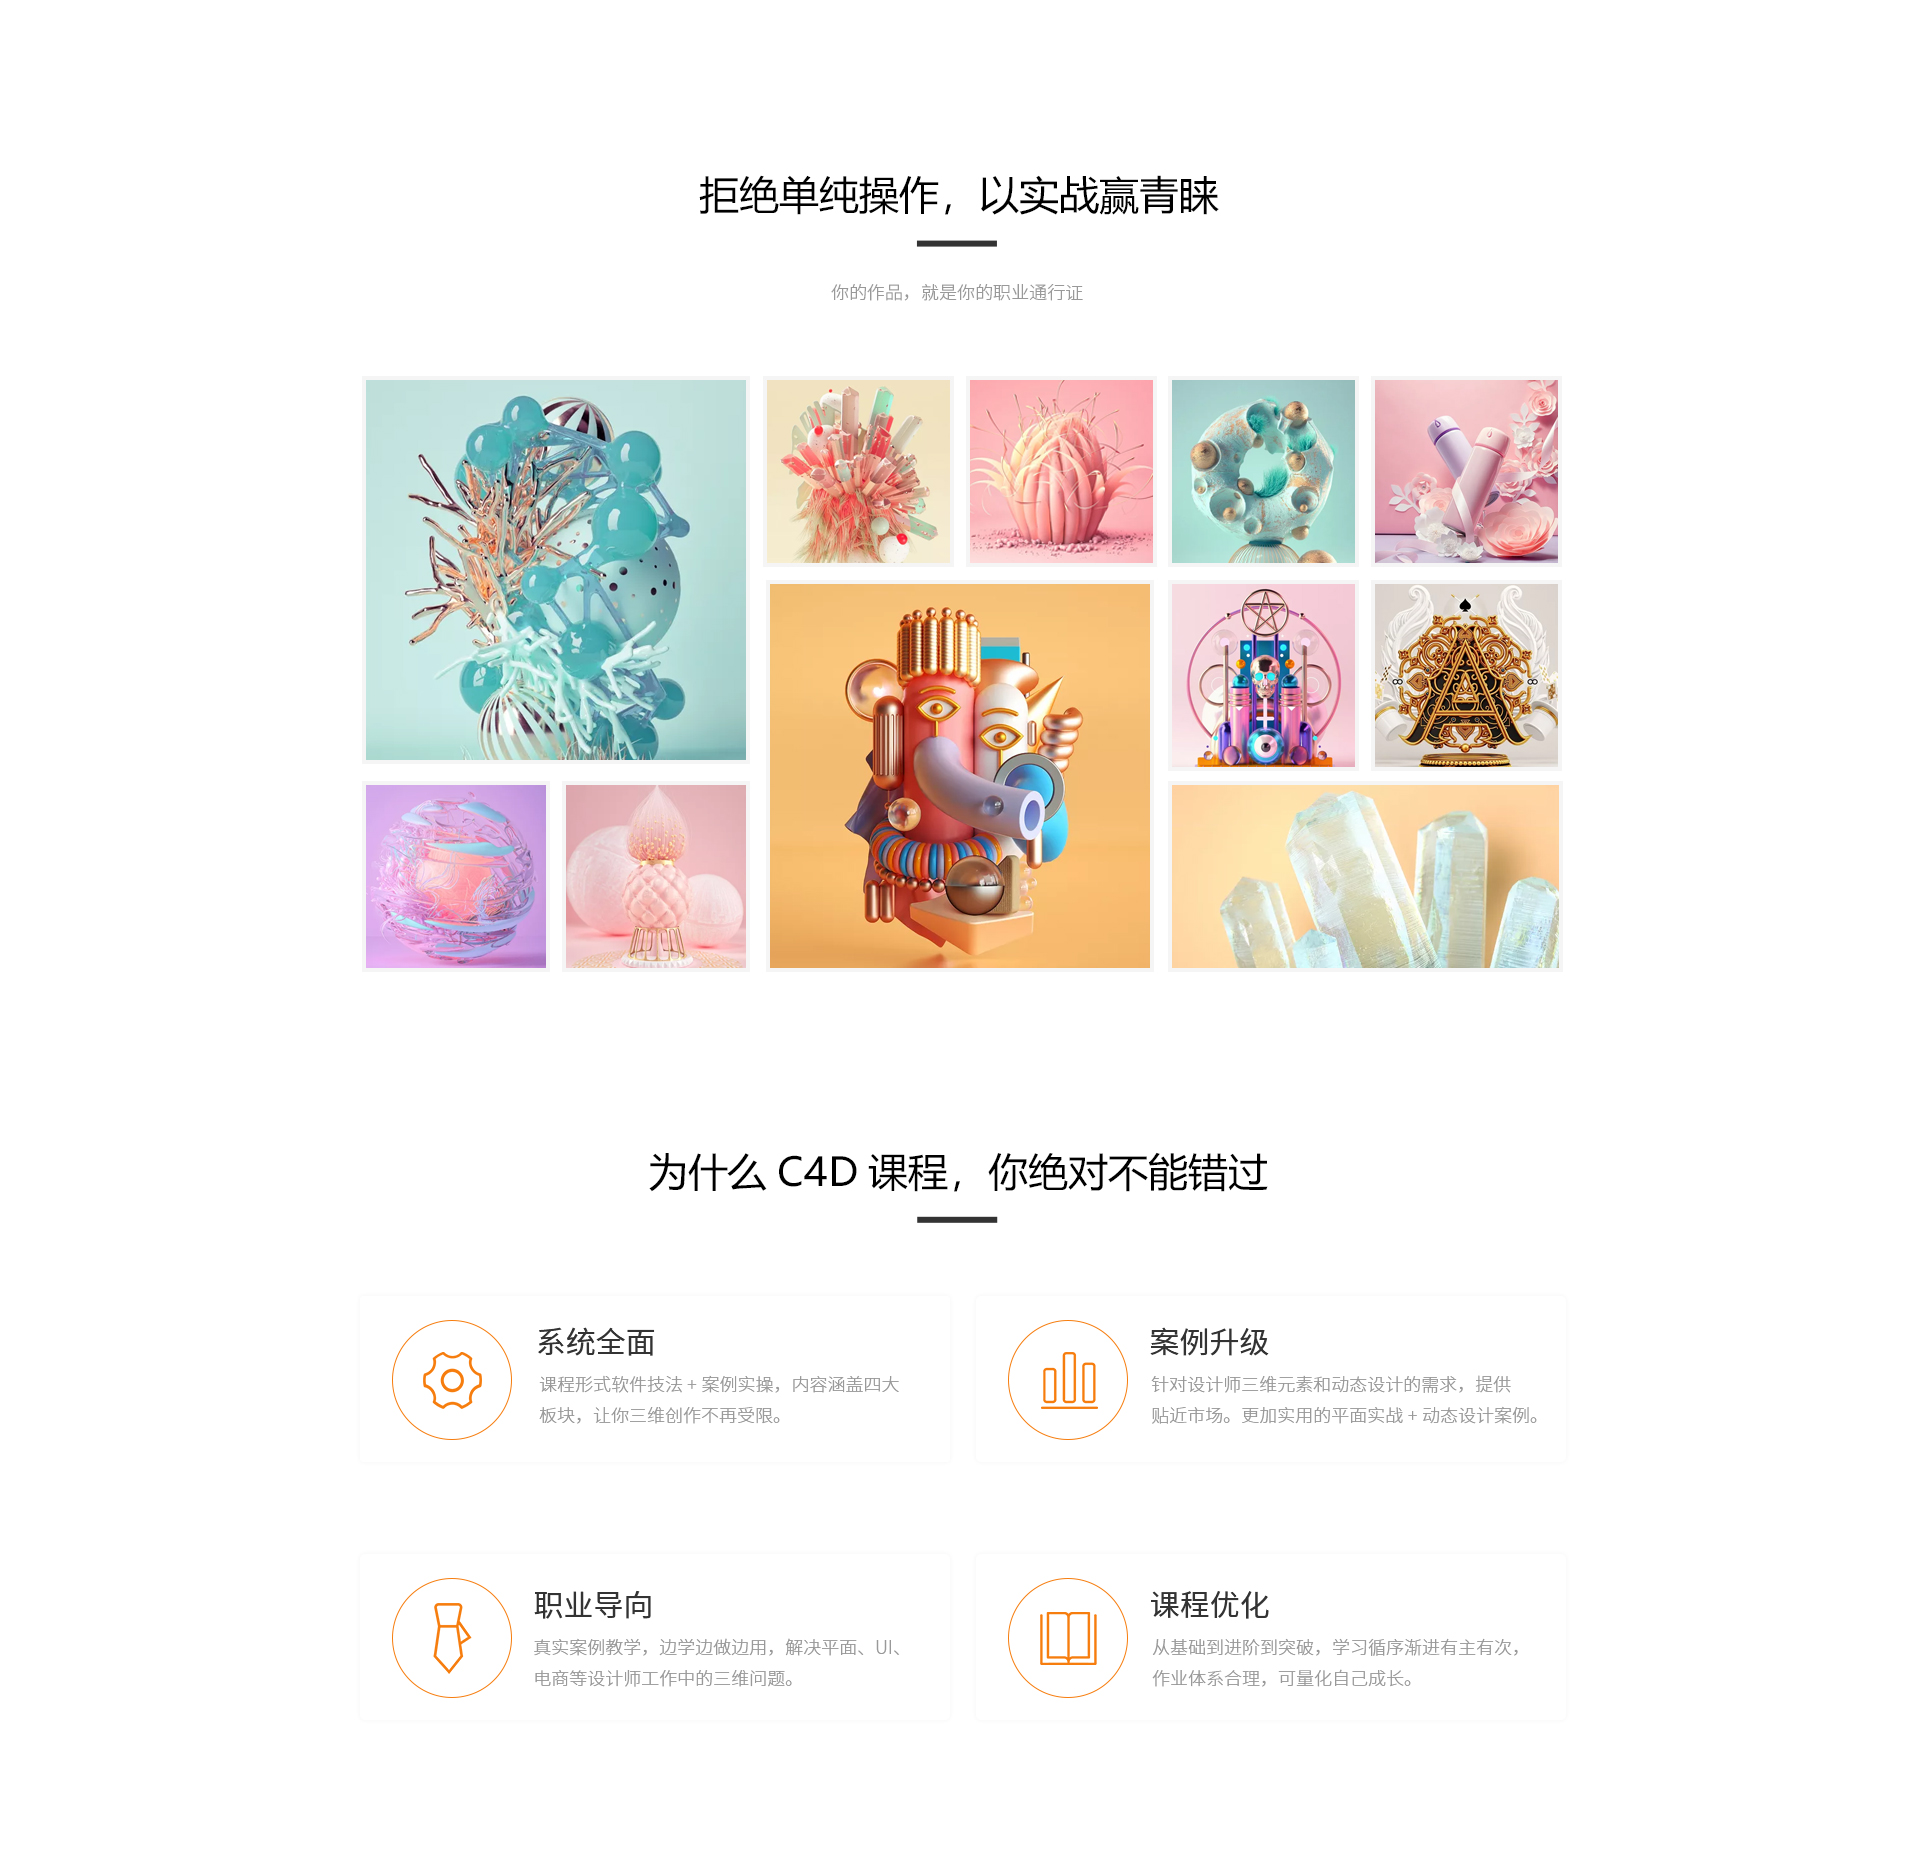 拒绝单纯操作，以实战赢青睐
你的作品，就是你的职业通行证
为什么 C4D 课程，你绝对不能错过
系统全面
课程形式软件技法 + 案例实操，内容涵盖四大
板块，让你三维创作不再受限。
案例升级
针对设计师三维元素和动态设计的需求，提供
贴近市场。更加实用的平面实战 + 动态设计案例。
职业导向
真实案例教学，边学边做边用，解决平面、UI、
电商等设计师工作中的三维问题。
课程优化
从基础到进阶到突破，学习循序渐进有主有次，
作业体系合理，可量化自己成长。